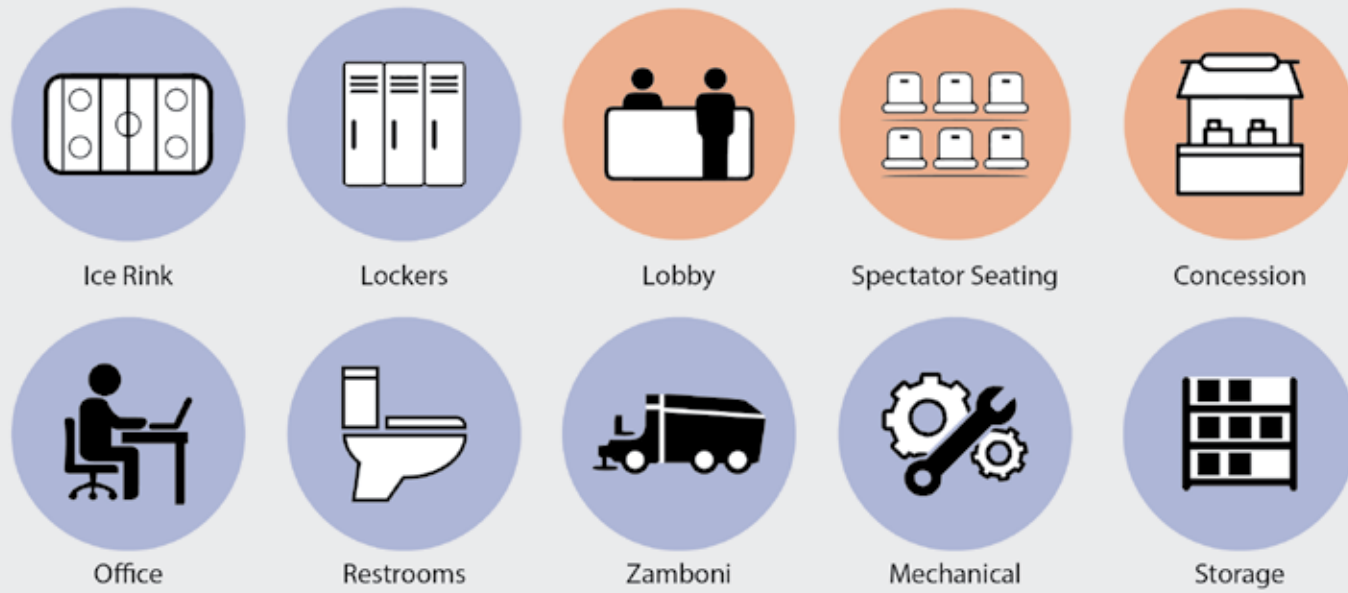 Ice Rink
Lockers
Lobby
Spectator Seating
Concession
Office
Restrooms
Zamboni
Mechanical
Storage